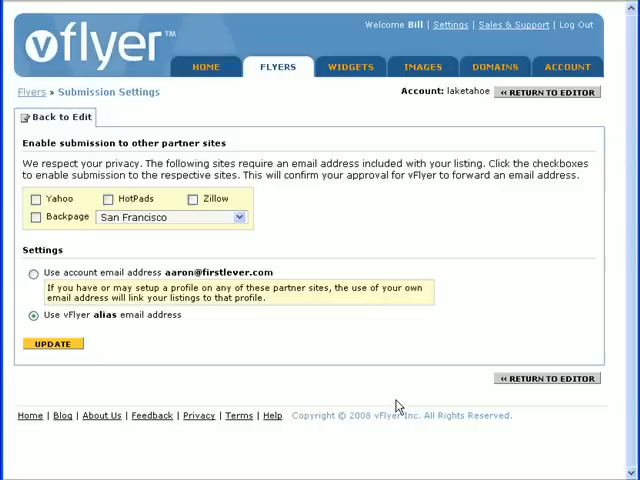 Welcome Bill | Settings | Sales & Support | Log Out
vflyer™
HOME FLYERS WIDGETS IMAGES DOMAINS ACCOUNT
Flyers » Submission Settings
Account: laketahoe
« RETURN TO EDITOR
Back to Edit
Enable submission to other partner sites
We respect your privacy. The following sites require an email address included with your listing. Click the checkboxes
to enable submission to the respective sites. This will confirm your approval for vFlyer to forward an email address.
Yahoo HotPads Zillow
Backpage San Francisco
Settings
Use account email address aaron@firstlever.com
If you have or may setup a profile on any of these partner sites, the use of your own
email address will link your listings to that profile.
Use vFlyer alias email address
UPDATE
« RETURN TO EDITOR
Home | Blog | About Us | Feedback | Privacy | Terms | Help Copyright © 2008 vFlyer Inc. All Rights Reserved.